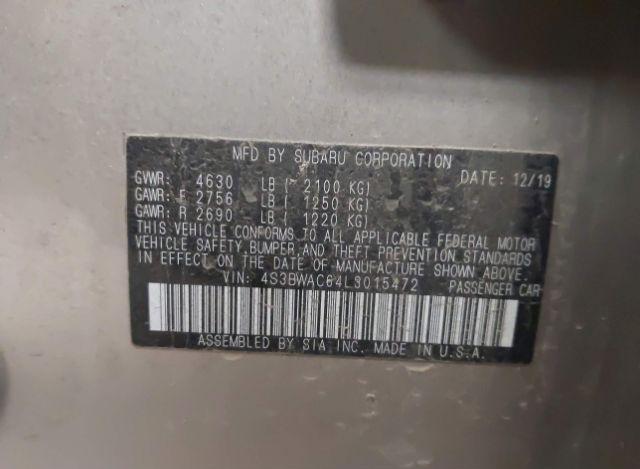 MFD BY SUBARU CORPORATION
GVWR: 4630 LB ( 2100 KG) DATE: 12/19
GAWR: F 2756 LB ( 1250 KG)
GAWR: R 2690 LB ( 1220 KG)
THIS VEHICLE CONFORMS TO ALL APPLICABLE FEDERAL MOTOR
VEHICLE SAFETY, BUMPER, AND THEFT PREVENTION STANDARDS
IN EFFECT ON THE DATE OF MANUFACTURE SHOWN ABOVE.
VIN: 4S3BWAC64L3015472 PASSENGER CAR
ASSEMBLED BY SIA INC. MADE IN U.S.A.